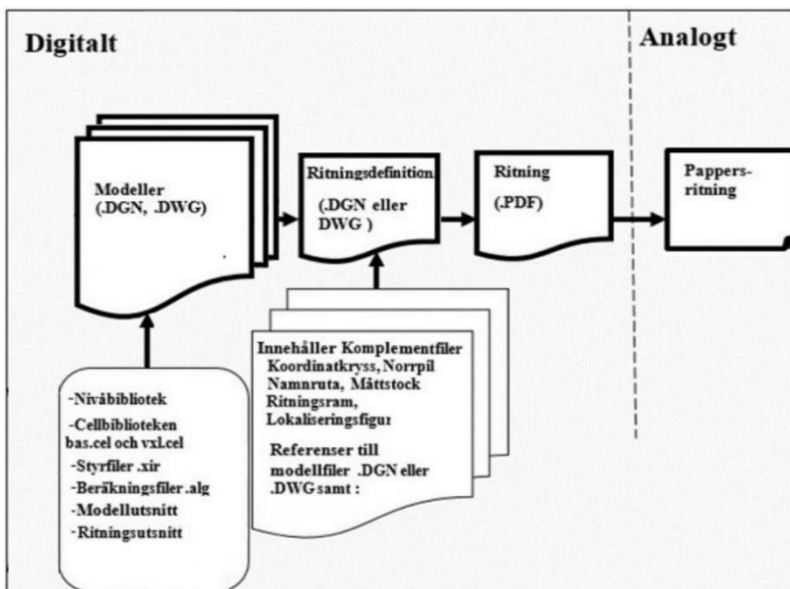 Digitalt
Analogt
Modeller
(.DGN, .DWG)
Ritningsdefinition
(.DGN eller
DWG )
Ritning
(.PDF)
Pappers-
ritning
-Nivåbibliotek
-Cellbiblioteken
bas.cel och vxl.cel
-Styrfiler .xir
-Beräkningsfiler .alg
-Modellutsnitt
-Ritningsutsnitt
Innehåller Komplementfiler
Koordinatkryss, Norrpil
Namnruta, Måttstock
Ritningsram,
Lokaliseringsfigur
Referenser till
modellfiler .DGN eller
.DWG samt :